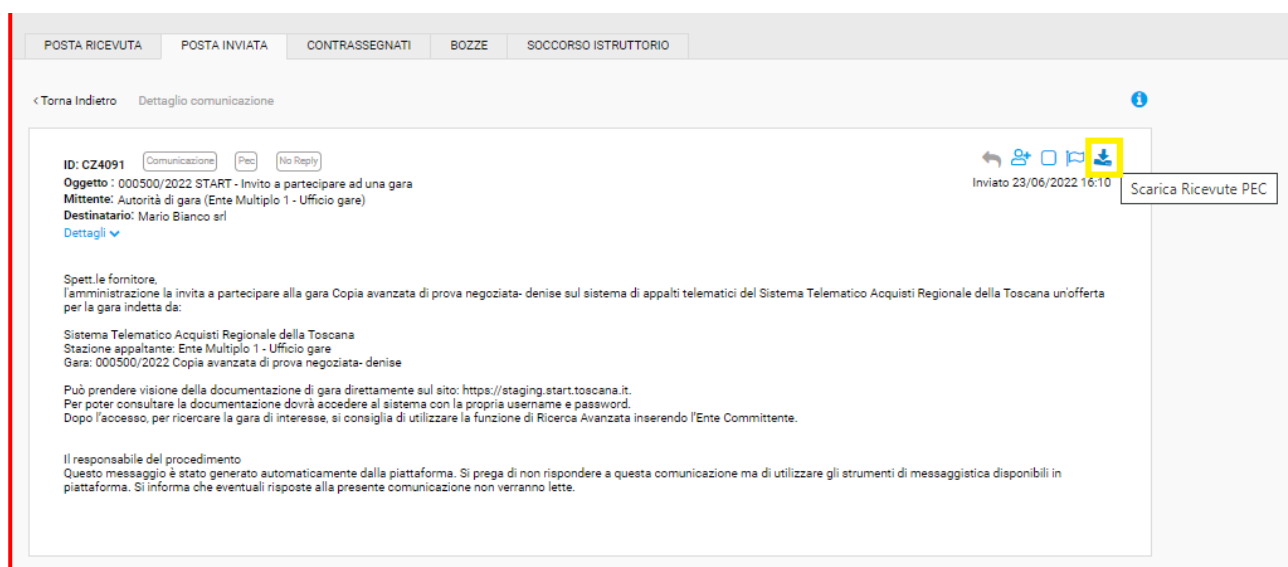 POSTA RICEVUTA POSTA INVIATA CONTRASSEGNATI BOZZE SOCCORSO ISTRUTTORIO
< Torna Indietro Dettaglio comunicazione
ID: CZ4091 Comunicazione Pec No Reply
Oggetto : 000500/2022 START - Invito a partecipare ad una gara
Inviato 23/06/2022 16:10
Scarica Ricevute PEC
Mittente: Autorità di gara (Ente Multiplo 1 - Ufficio gare)
Destinatario: Mario Bianco srl
Dettagli
Spett.le fornitore,
l'amministrazione la invita a partecipare alla gara Copia avanzata di prova negoziata- denise sul sistema di appalti telematici del Sistema Telematico Acquisti Regionale della Toscana un'offerta
per la gara indetta da:
Sistema Telematico Acquisti Regionale della Toscana
Stazione appaltante: Ente Multiplo 1 - Ufficio gare
Gara: 000500/2022 Copia avanzata di prova negoziata- denise
Può prendere visione della documentazione di gara direttamente sul sito: https://staging.start.toscana.it.
Per poter consultare la documentazione dovrà accedere al sistema con la propria username e password.
Dopo l'accesso, per ricercare la gara di interesse, si consiglia di utilizzare la funzione di Ricerca Avanzata inserendo l'Ente Committente.
Il responsabile del procedimento
Questo messaggio è stato generato automaticamente dalla piattaforma. Si prega di non rispondere a questa comunicazione ma di utilizzare gli strumenti di messaggistica disponibili in
piattaforma. Si informa che eventuali risposte alla presente comunicazione non verranno lette.